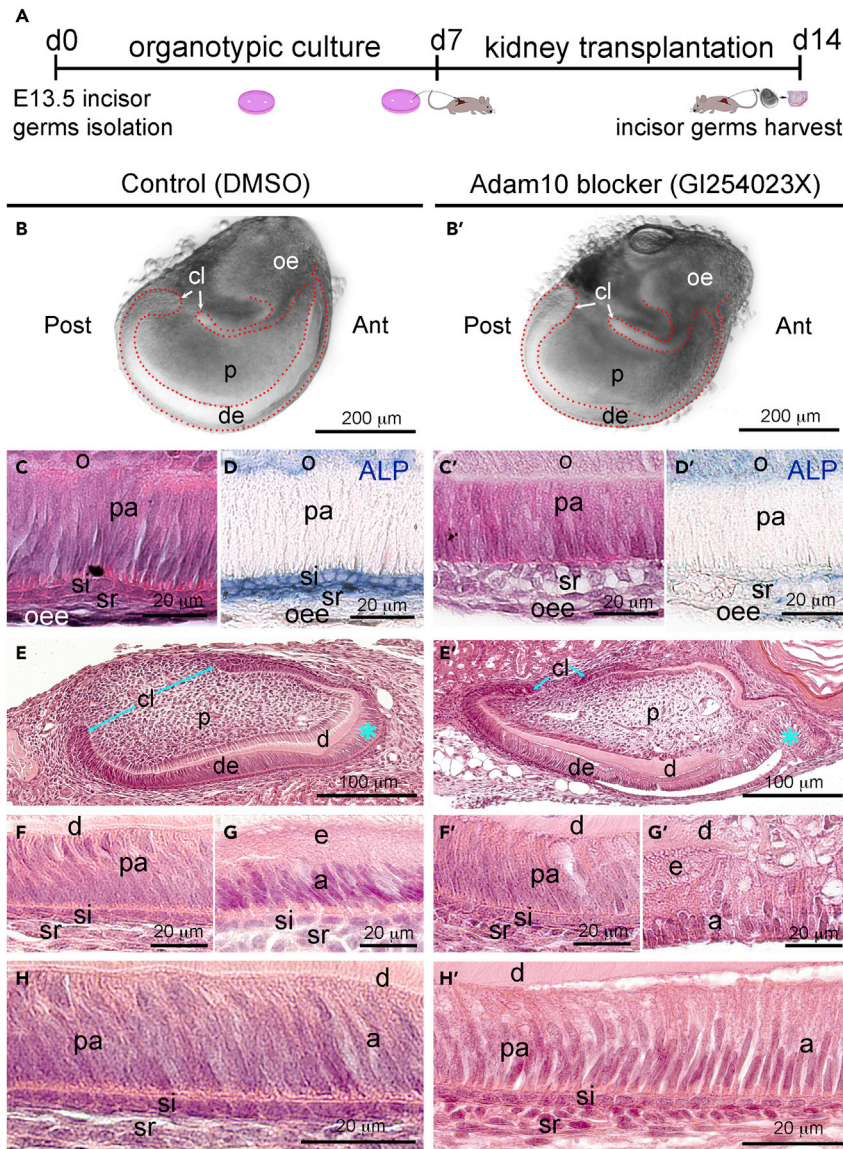 A
d0 organotypic culture d7 kidney transplantation d14
E13.5 incisor
germs isolation
incisor germs harvest
Control (DMSO)
Adam10 blocker (GI254023X)
B
oe
cl
Post
Ant
p
de
200 µm
B′
oe
cl
Post
Ant
p
de
200 µm
C
o
pa
si
sr
oee
20 µm
D
ALP
pa
si
sr
oee
20 µm
C′
o
pa
sr
oee
20 µm
D′
o
ALP
pa
sr
oee
20 µm
E
cl
p
d
*
de
100 µm
E′
cl
p
*
de
d
100 µm
F
d
pa
si
sr
20 µm
G
e
a
si
sr
20 µm
F′
d
pa
si
sr
20 µm
G′
d
e
a
20 µm
H
d
pa
a
si
sr
20 µm
H′
d
pa
a
si
sr
20 µm